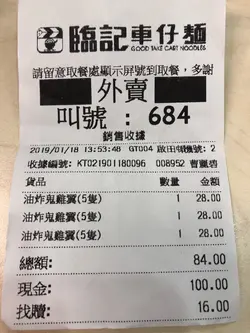 臨記車仔麵
GOOD TAKE CART NOODLES
請留意取餐處顯示屏號到取餐，多謝
外賣
叫號 : 684
銷售收據
2019/01/18 13:53:48 GT004 啟田 2
收據編號: KT021901180096 008952 曹麗碧
貨品 數量 金額
油炸鬼雞翼(5隻) 1 28.00
油炸鬼雞翼(5隻) 1 28.00
油炸鬼雞翼(5隻) 1 28.00
總額: 84.00
現金: 100.00
找贖: 16.00